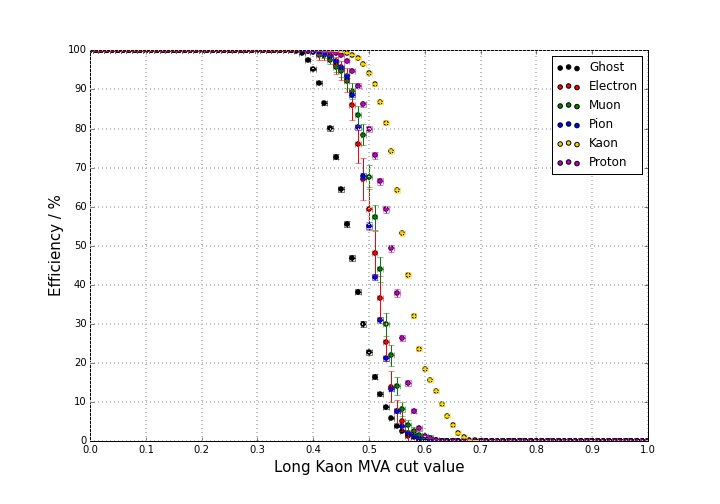 100
90
80
70
60
50
40
30
20
10
0
Efficiency / %
Ghost
Electron
Muon
Pion
Kaon
Proton
0.0 0.1 0.2 0.3 0.4 0.5 0.6 0.7 0.8 0.9 1.0
Long Kaon MVA cut value